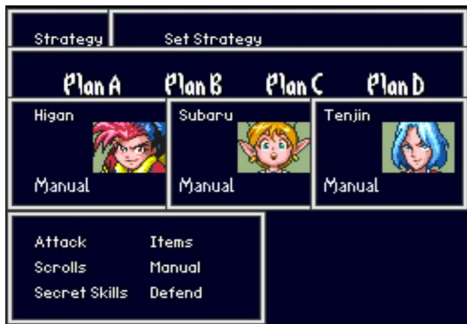 Strategy Set Strategy
Plan A Plan B Plan C Plan D
Higan Subaru Tenjin
Manual Manual Manual
Attack Items
Scrolls Manual
Secret Skills Defend